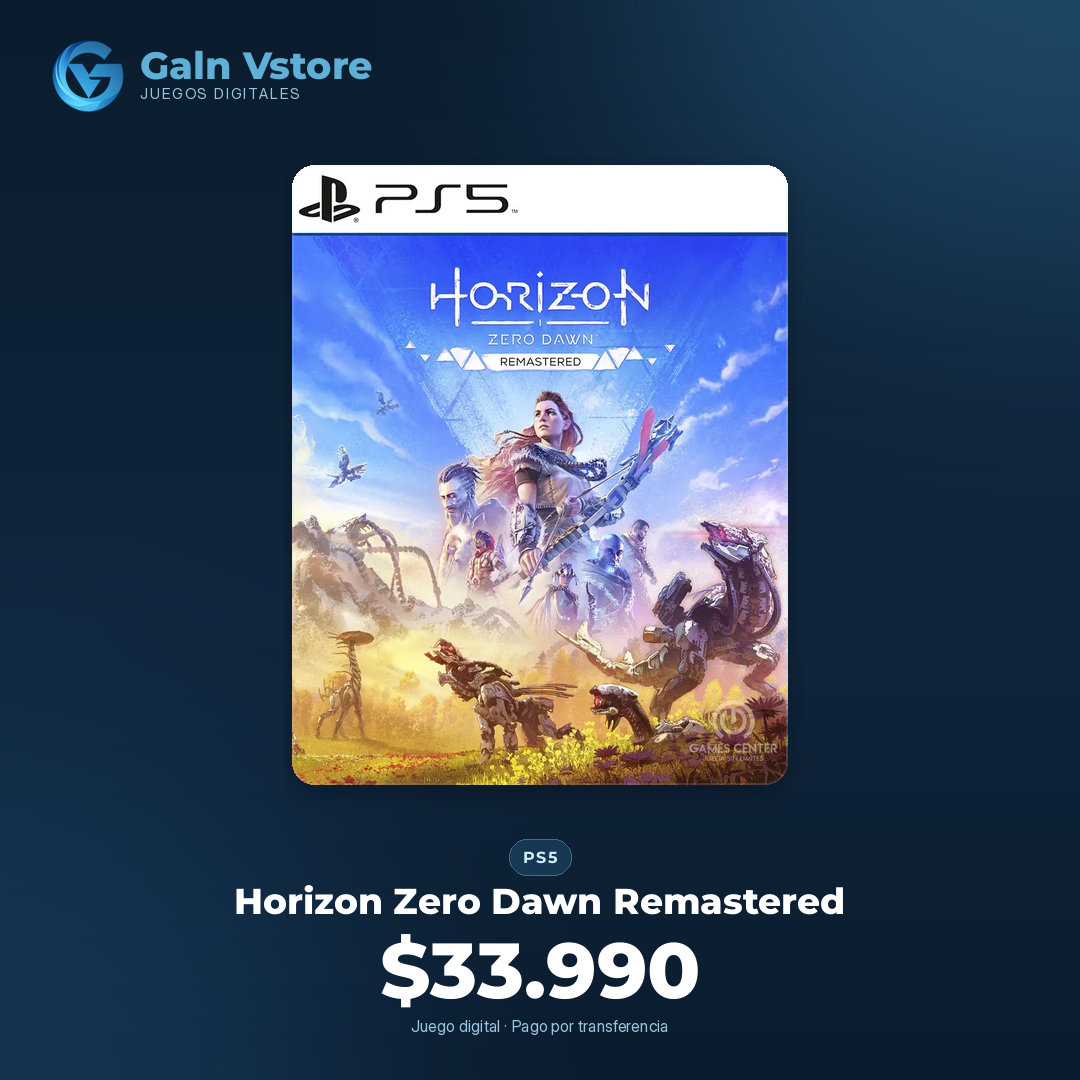 GaIn Vstore
JUEGOS DIGITALES
PS5
HORIZON
ZERO DAWN
REMASTERED
GAMES CENTER
PS5
Horizon Zero Dawn Remastered
$33.990
Juego digital · Pago por transferencia